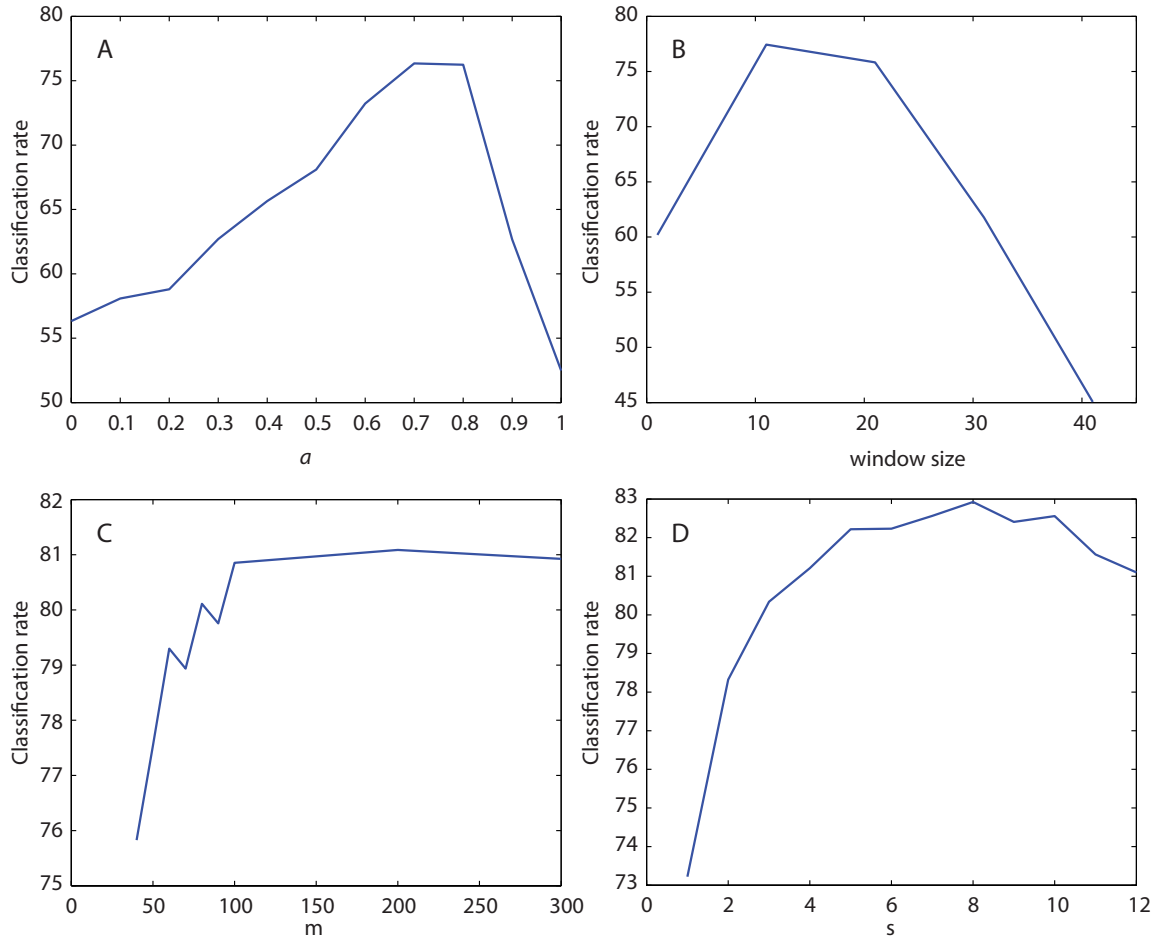 A
Classification rate
80
75
70
65
60
55
50
0 0.1 0.2 0.3 0.4 0.5 0.6 0.7 0.8 0.9 1
a
B
Classification rate
80
75
70
65
60
55
50
45
0 10 20 30 40
window size
C
Classification rate
82
81
80
79
78
77
76
75
0 50 100 150 200 250 300
m
D
Classification rate
83
82
81
80
79
78
77
76
75
74
73
0 2 4 6 8 10 12
s